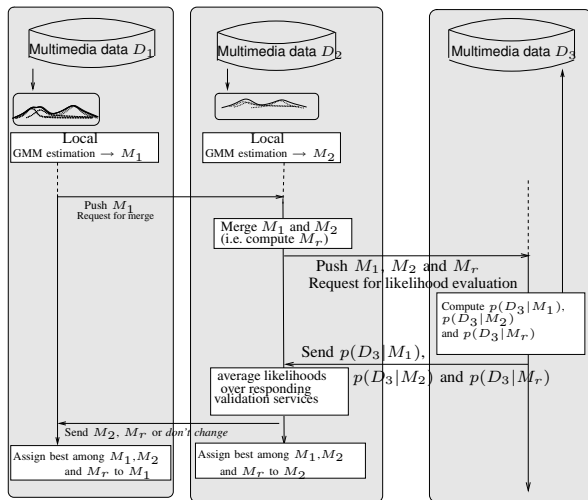 Multimedia data D₁
Multimedia data D₂
Multimedia data D₃
Local
GMM estimation → M₁
Local
GMM estimation → M₂
Push M₁
Request for merge
Merge M₁ and M₂
(i.e. compute Mᵣ)
Push M₁, M₂ and Mᵣ
Request for likelihood evaluation
Compute p(D₃|M₁),
p(D₃|M₂)
and p(D₃|Mᵣ)
Send p(D₃|M₁),
p(D₃|M₂) and p(D₃|Mᵣ)
average likelihoods
over responding
validation services
Send M₂, Mᵣ or don't change
Assign best among M₁,M₂
and Mᵣ to M₁
Assign best among M₁,M₂
and Mᵣ to M₂